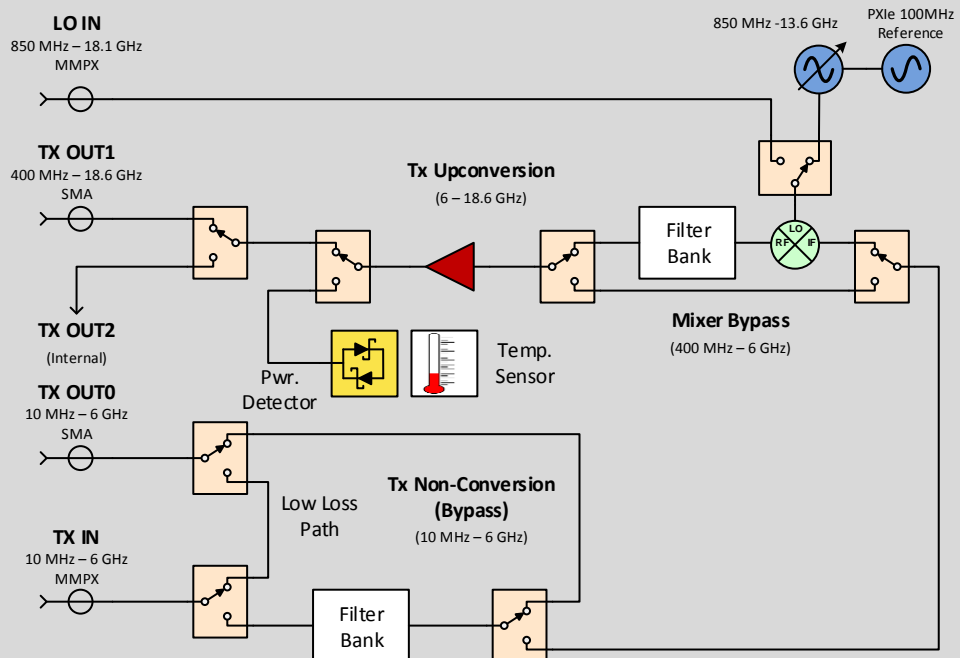 LO IN
850 MHz – 18.1 GHz
MMPX
850 MHz -13.6 GHz
PXIe 100MHz
Reference
TX OUT1
400 MHz – 18.6 GHz
SMA
Tx Upconversion
(6 – 18.6 GHz)
Filter
Bank
LO
RF
IF
TX OUT2
(Internal)
Mixer Bypass
(400 MHz – 6 GHz)
Pwr.
Detector
Temp.
Sensor
TX OUT0
10 MHz – 6 GHz
SMA
Low Loss
Path
Tx Non-Conversion
(Bypass)
(10 MHz – 6 GHz)
TX IN
10 MHz – 6 GHz
MMPX
Filter
Bank